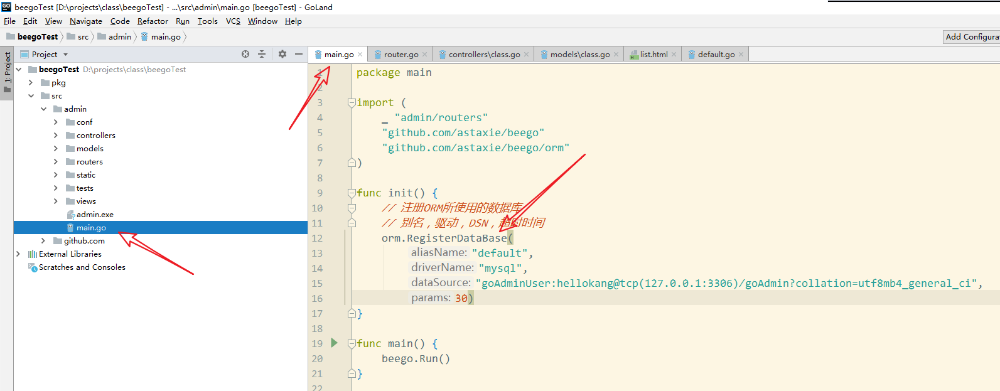 beegoTest [D:\projects\class\beegoTest] - ...\src\admin\main.go [beegoTest] - GoLand
File Edit View Navigate Code Refactor Run Tools VCS Window Help
beegoTest src admin main.go
Add Configurat
1: Project
Project
beegoTest D:\projects\class\beegoTest
pkg
src
admin
conf
controllers
models
routers
static
tests
views
admin.exe
main.go
github.com
External Libraries
Scratches and Consoles
main.go router.go controllers\class.go models\class.go list.html default.go
1 package main
2
3 import (
4 _ "admin/routers"
5 "github.com/astaxie/beego"
6 "github.com/astaxie/beego/orm"
7 )
8
9 func init() {
10 // 注册ORM所使用的数据库
11 // 别名，驱动，DSN，超时时间
12 orm.RegisterDataBase(
13 aliasName: "default",
14 driverName: "mysql",
15 dataSource: "goAdminUser:hellokang@tcp(127.0.0.1:3306)/goAdmin?collation=utf8mb4_general_ci",
16 params: 30)
17 }
18
19 func main() {
20 beego.Run()
21 }
22